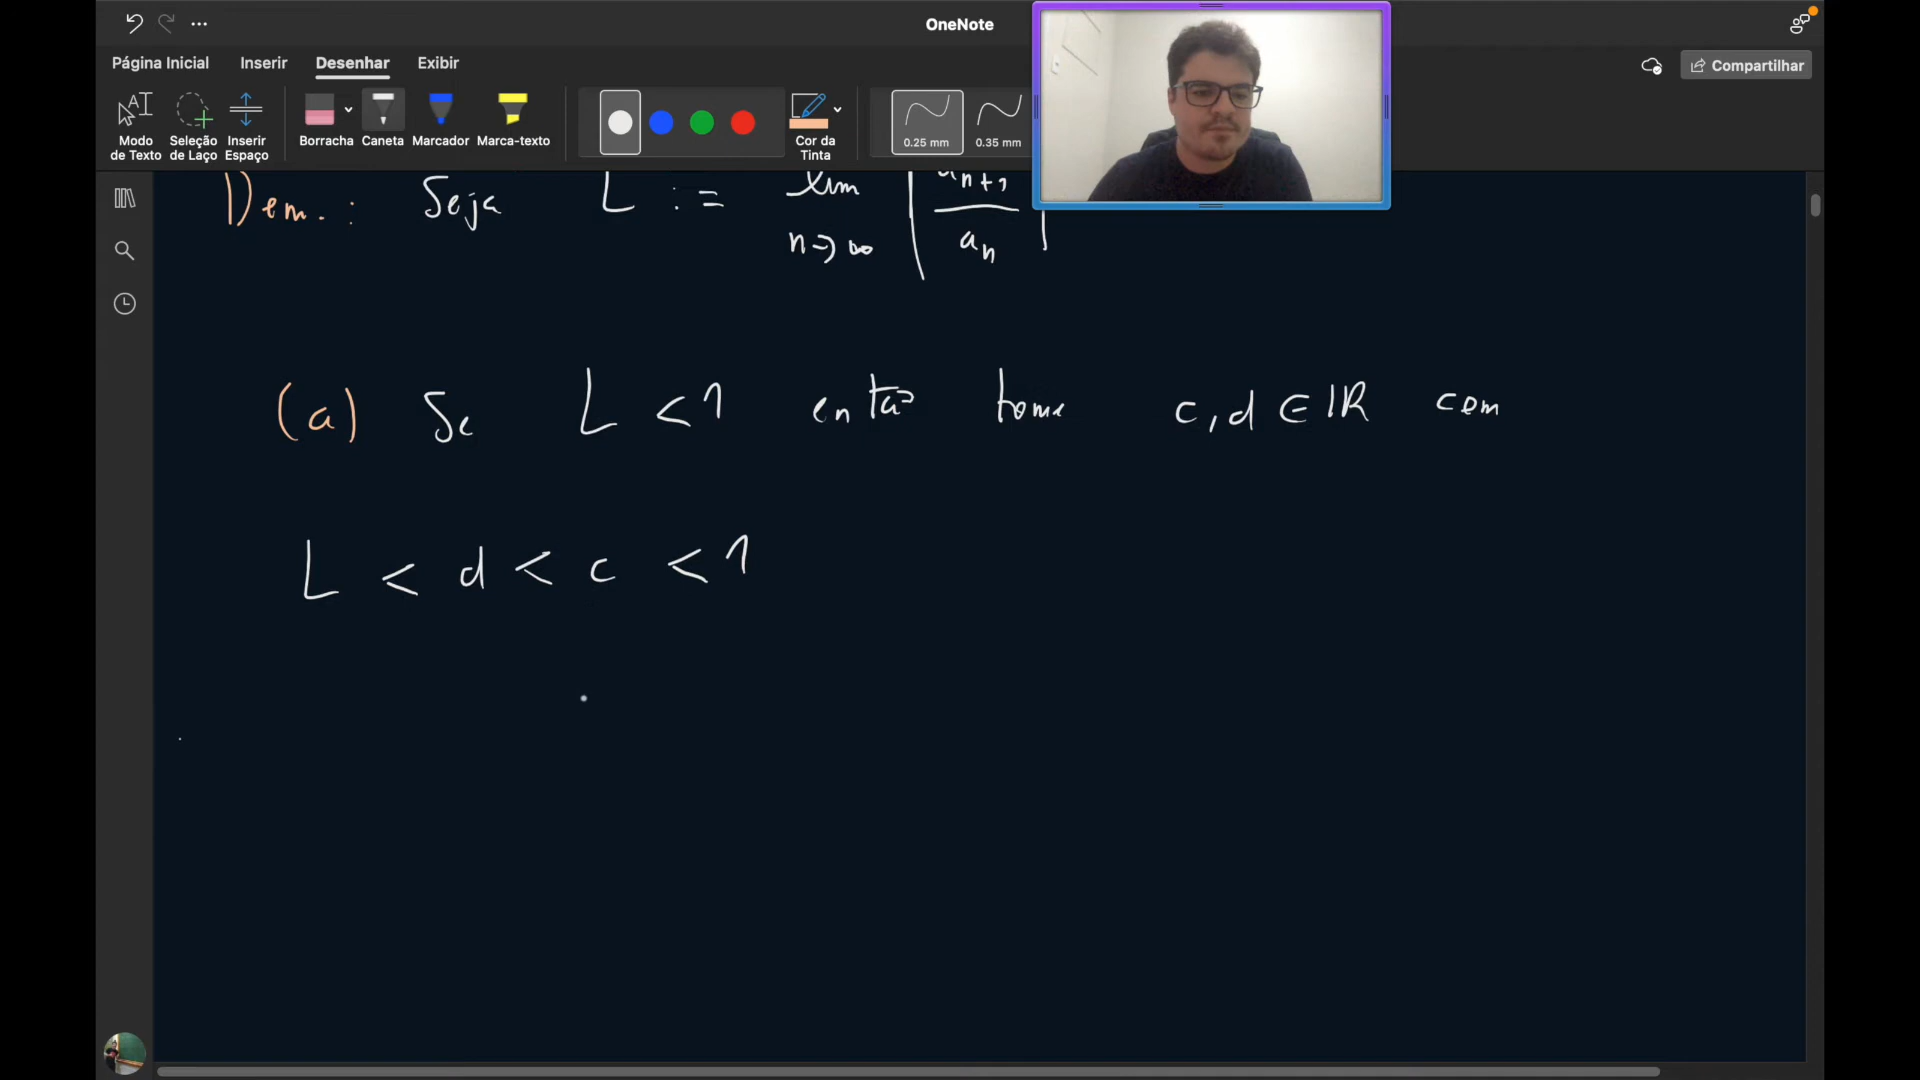 OneNote
Página Inicial Inserir Desenhar Exibir
Compartilhar
Modo de Texto
Seleção de Laço
Inserir Espaço
Borracha
Caneta
Marcador
Marca-texto
Cor da Tinta
0.25 mm
0.35 mm
Dem.: Seja L := lim n→∞ | a_{n+1} / a_n |
(a) Se L < 1 então tome c, d ∈ ℝ com
L < d < c < 1